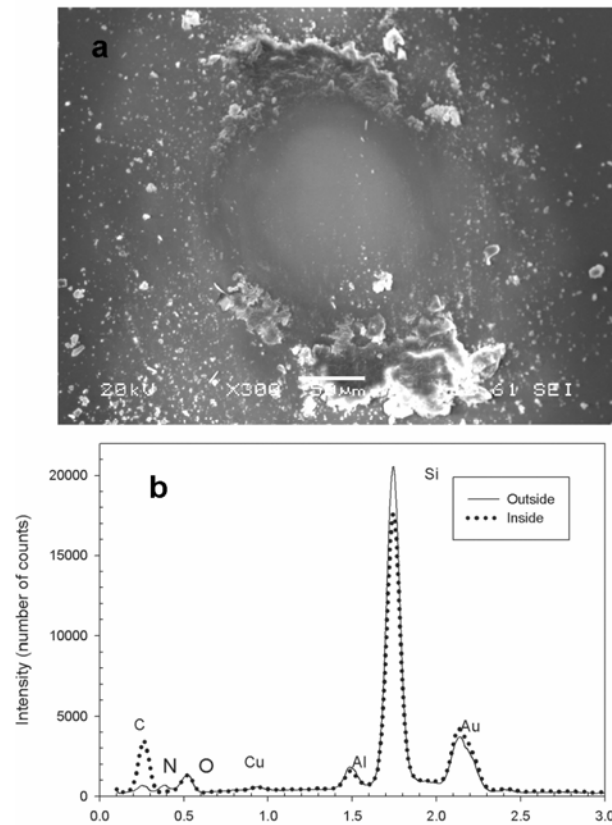 a
20kV X300 50µm 61 SEI
b
20000
15000
10000
5000
0
Intensity (number of counts)
Si
Outside
Inside
C
N
O
Cu
Al
Au
0.0 0.5 1.0 1.5 2.0 2.5 3.0